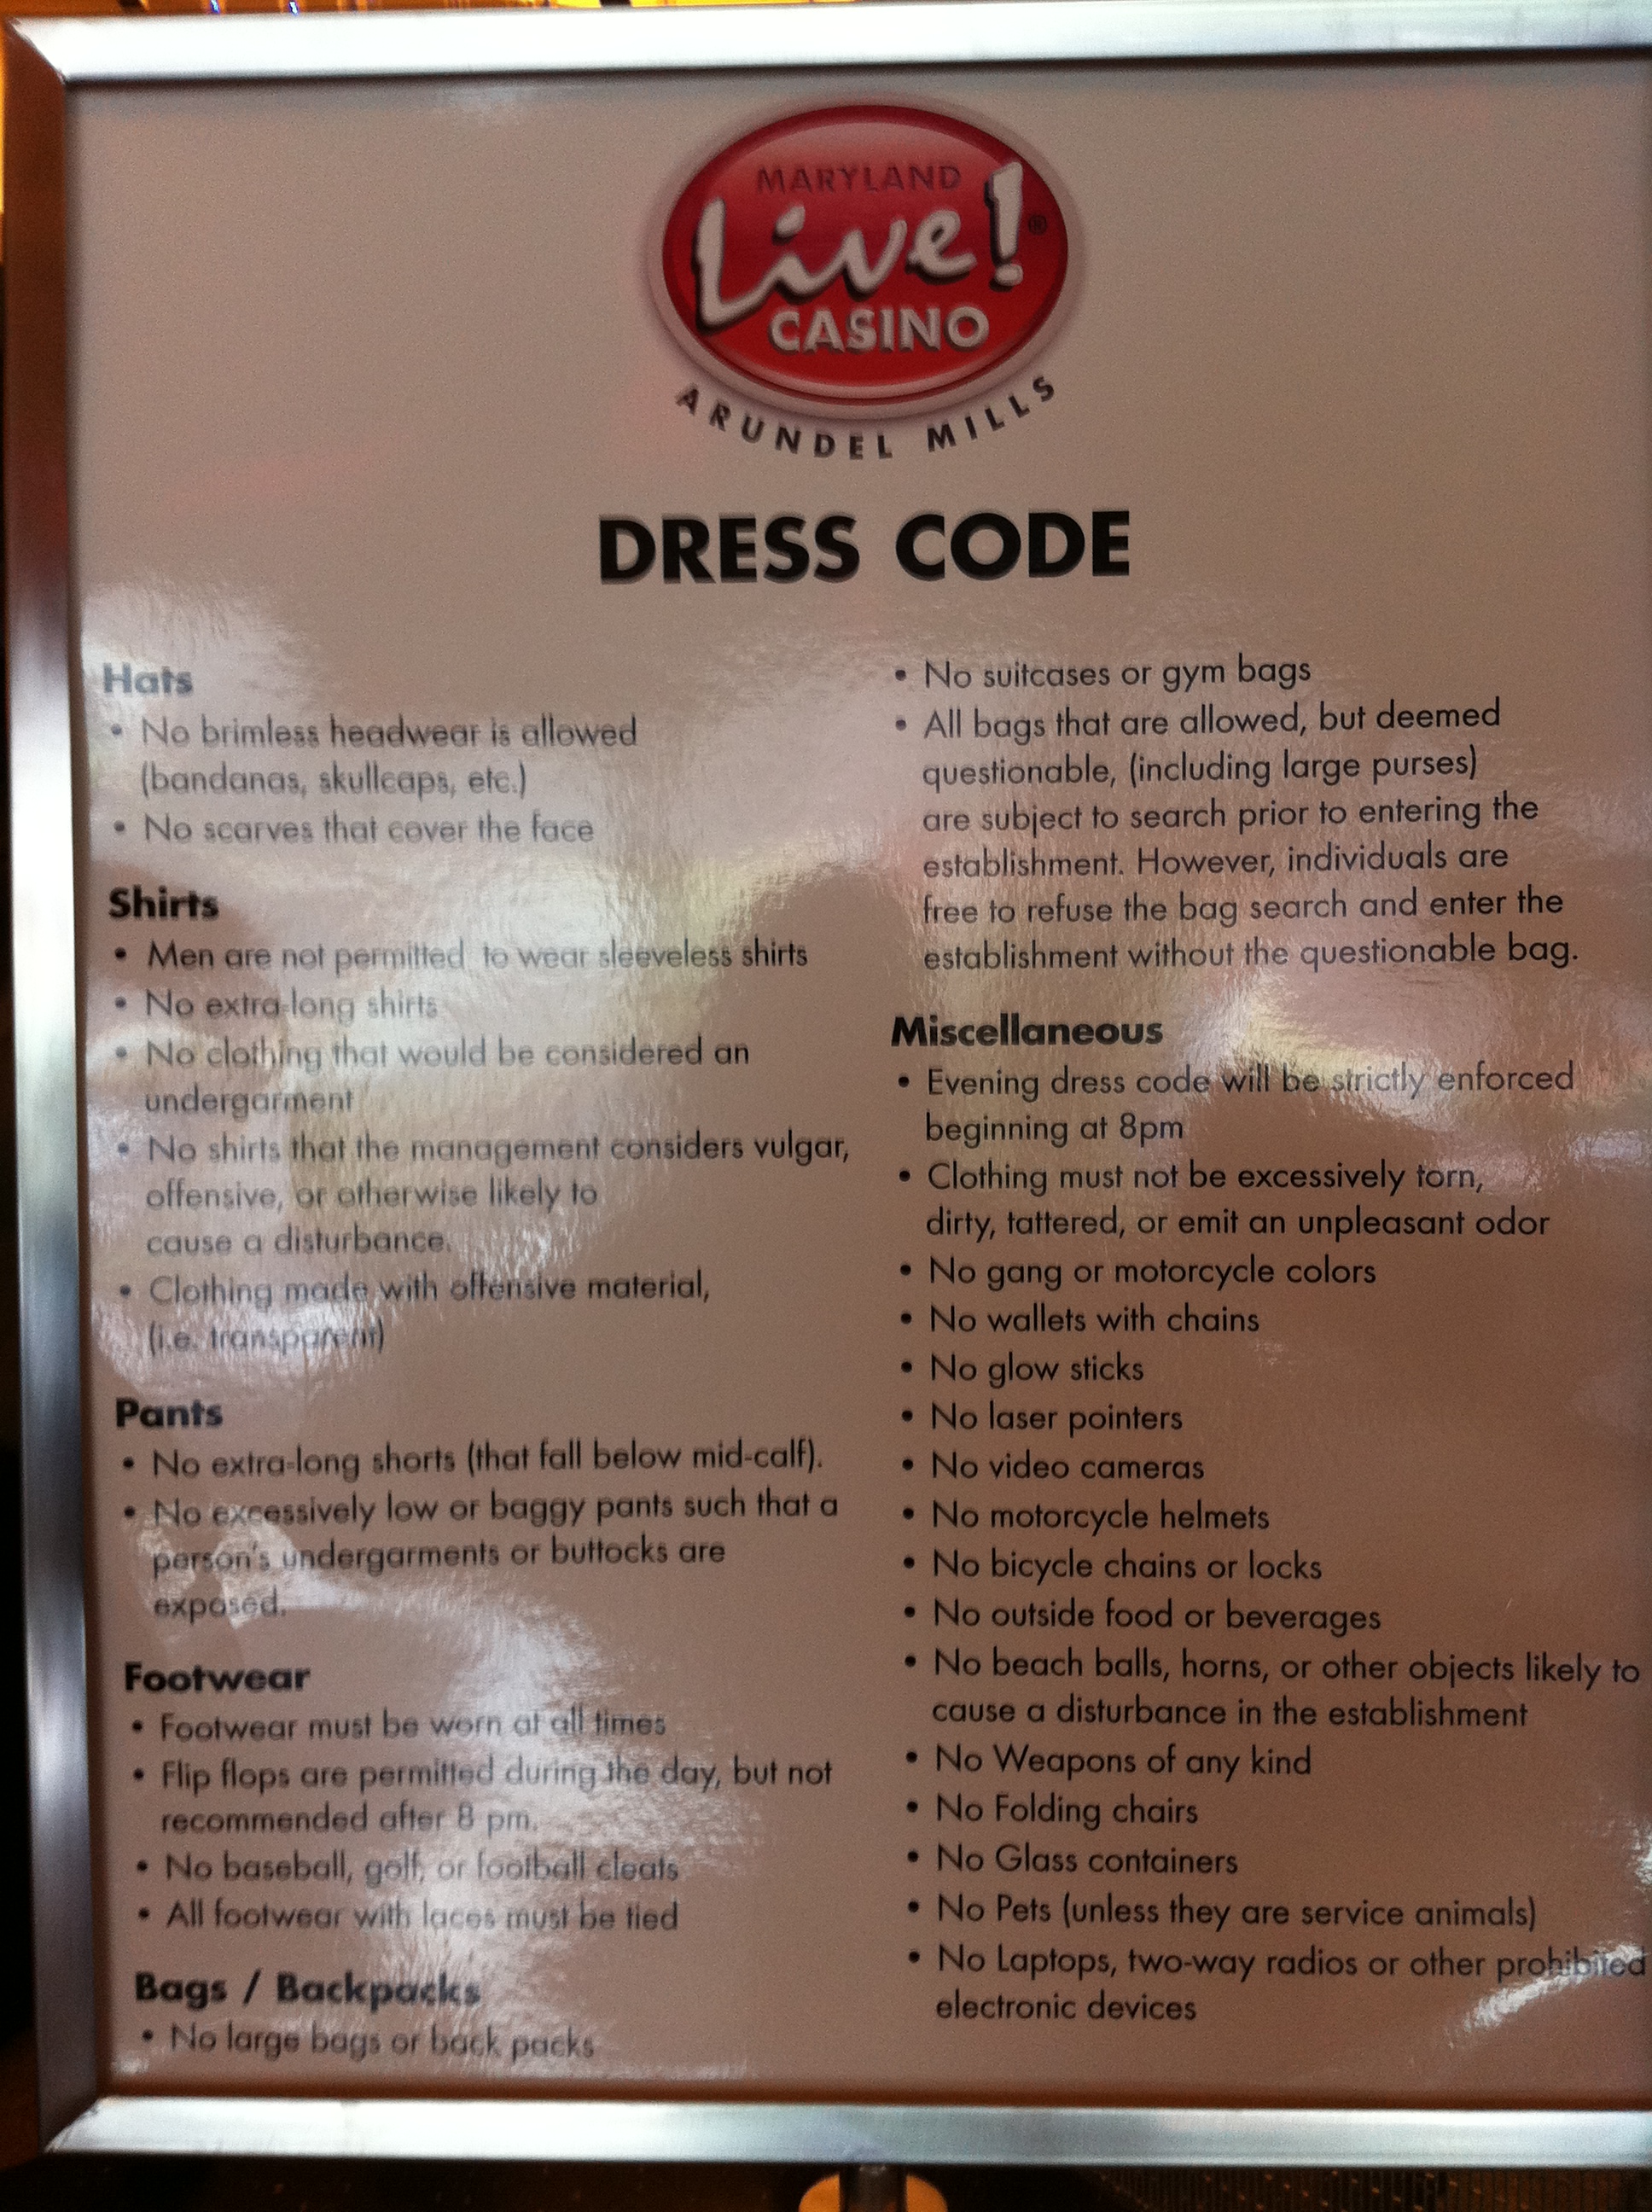 MARYLAND
Live!®
CASINO
ARUNDEL MILLS
DRESS CODE
Hats
• No brimless headwear is allowed
(bandanas, skullcaps, etc.)
• No scarves that cover the face
Shirts
• Men are not permitted to wear sleeveless shirts
• No extra-long shirts
• No clothing that would be considered an
undergarment
• No shirts that the management considers vulgar,
offensive, or otherwise likely to
cause a disturbance.
• Clothing made with offensive material,
(i.e. transparent)
Pants
• No extra-long shorts (that fall below mid-calf).
• No excessively low or baggy pants such that a
person's undergarments or buttocks are
exposed.
Footwear
• Footwear must be worn at all times
• Flip flops are permitted during the day, but not
recommended after 8 pm.
• No baseball, golf, or football cleats
• All footwear with laces must be tied
Bags / Backpacks
• No large bags or back packs
• No suitcases or gym bags
• All bags that are allowed, but deemed
questionable, (including large purses)
are subject to search prior to entering the
establishment. However, individuals are
free to refuse the bag search and enter the
establishment without the questionable bag.
Miscellaneous
• Evening dress code will be strictly enforced
beginning at 8pm
• Clothing must not be excessively torn,
dirty, tattered, or emit an unpleasant odor
• No gang or motorcycle colors
• No wallets with chains
• No glow sticks
• No laser pointers
• No video cameras
• No motorcycle helmets
• No bicycle chains or locks
• No outside food or beverages
• No beach balls, horns, or other objects likely to
cause a disturbance in the establishment
• No Weapons of any kind
• No Folding chairs
• No Glass containers
• No Pets (unless they are service animals)
• No Laptops, two-way radios or other prohibited
electronic devices